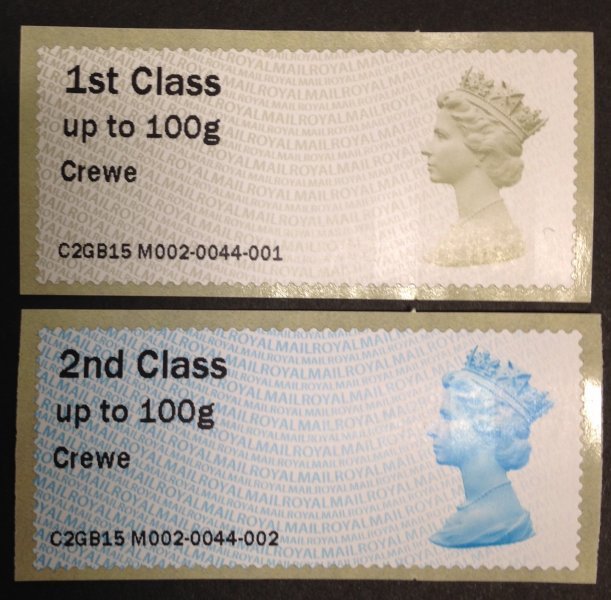 1st Class
up to 100g
Crewe
C2GB15 M002-0044-001
2nd Class
up to 100g
Crewe
C2GB15 M002-0044-002